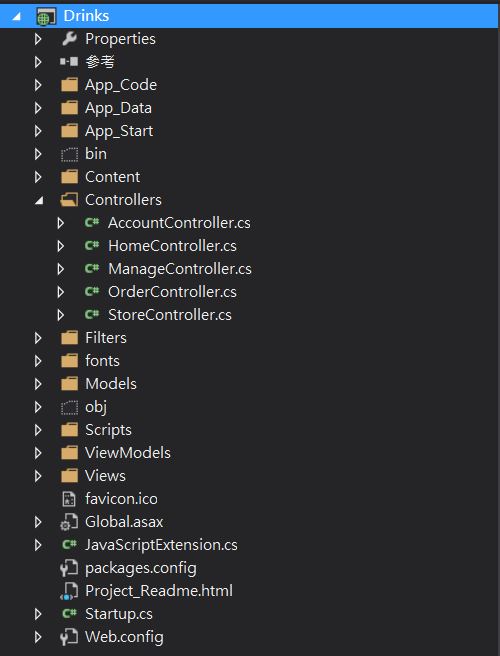 Drinks
Properties
參考
App_Code
App_Data
App_Start
bin
Content
Controllers
C# AccountController.cs
C# HomeController.cs
C# ManageController.cs
C# OrderController.cs
C# StoreController.cs
Filters
fonts
Models
obj
Scripts
ViewModels
Views
favicon.ico
Global.asax
C# JavaScriptExtension.cs
packages.config
Project_Readme.html
C# Startup.cs
Web.config